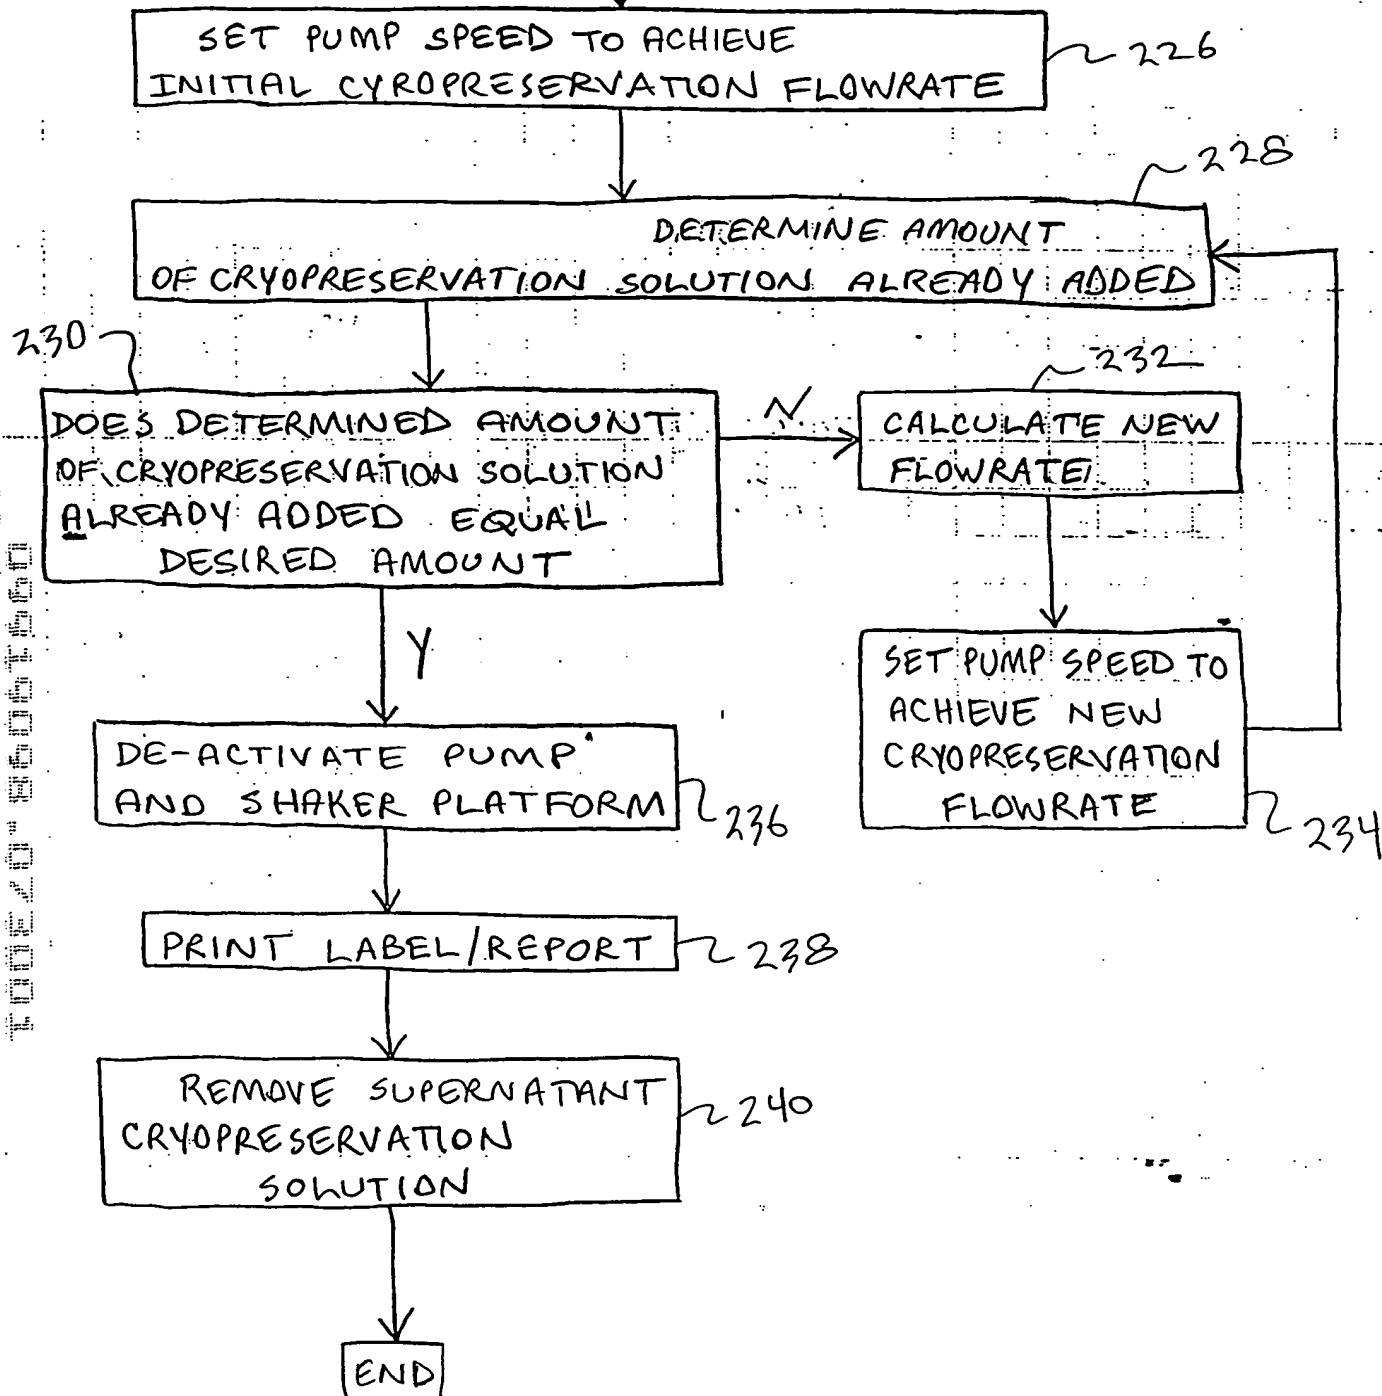 SET PUMP SPEED TO ACHIEVE
INITIAL CYROPRESERVATION FLOWRATE
226
228
DETERMINE AMOUNT
OF CRYOPRESERVATION SOLUTION ALREADY ADDED
230
DOES DETERMINED AMOUNT
OF CRYOPRESERVATION SOLUTION
ALREADY ADDED EQUAL
DESIRED AMOUNT
N
232
CALCULATE NEW
FLOWRATE
SET PUMP SPEED TO
ACHIEVE NEW
CRYOPRESERVATION
FLOWRATE
234
Y
DE-ACTIVATE PUMP
AND SHAKER PLATFORM
236
PRINT LABEL/REPORT
238
REMOVE SUPERNATANT
CRYOPRESERVATION
SOLUTION
240
END